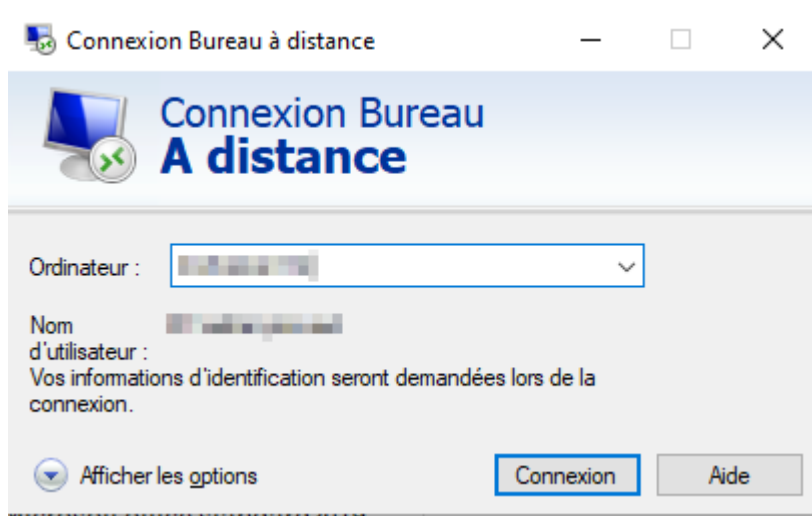 Connexion Bureau à distance
Connexion Bureau
A distance
Ordinateur :
Nom
d'utilisateur :
Vos informations d'identification seront demandées lors de la
connexion.
Afficher les options
Connexion
Aide